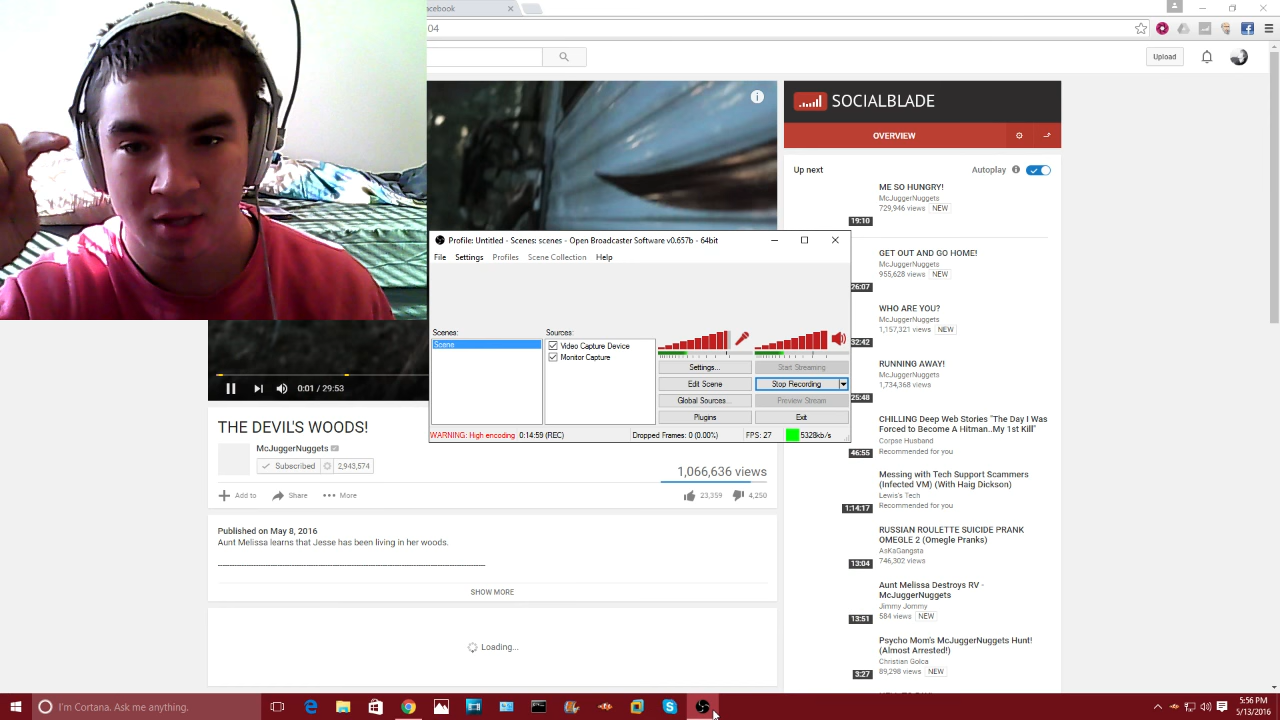 cebook
04
Upload
SOCIALBLADE
OVERVIEW
Up next
Autoplay
ME SO HUNGRY!
McJuggerNuggets
729,946 views NEW
19:10
GET OUT AND GO HOME!
McJuggerNuggets
955,628 views NEW
26:07
WHO ARE YOU?
McJuggerNuggets
1,157,321 views NEW
32:42
RUNNING AWAY!
McJuggerNuggets
1,734,368 views
25:48
CHILLING Deep Web Stories "The Day I Was
Forced to Become A Hitman..My 1st Kill"
Corpse Husband
Recommended for you
46:55
Messing with Tech Support Scammers
(Infected VM) (With Haig Dickson)
Lewis's Tech
Recommended for you
1:14:17
RUSSIAN ROULETTE SUICIDE PRANK
OMEGLE 2 (Omegle Pranks)
AsKaGangsta
746,302 views
13:04
Aunt Melissa Destroys RV -
McJuggerNuggets
Jimmy Jommy
584 views NEW
13:51
Psycho Mom's McJuggerNuggets Hunt!
(Almost Arrested!)
Christian Golca
89,298 views NEW
3:27
Profile: Untitled - Scenes: scenes - Open Broadcaster Software v0.657b - 64bit
File Settings Profiles Scene Collection Help
Scenes:
Scene
Sources:
Video Capture Device
Monitor Capture
Settings...
Start Streaming
Edit Scene
Stop Recording
Global Sources...
Preview Stream
Plugins
Exit
WARNING: High encoding 0:14:59 (REC)
Dropped Frames: 0 (0.00%)
FPS: 27
5328kb/s
0:01 / 29:53
THE DEVIL'S WOODS!
McJuggerNuggets
Subscribed 2,943,574
1,066,636 views
Add to Share More
23,359 4,250
Published on May 8, 2016
Aunt Melissa learns that Jesse has been living in her woods.
SHOW MORE
Loading...
I'm Cortana. Ask me anything.
5:56 PM
5/13/2016